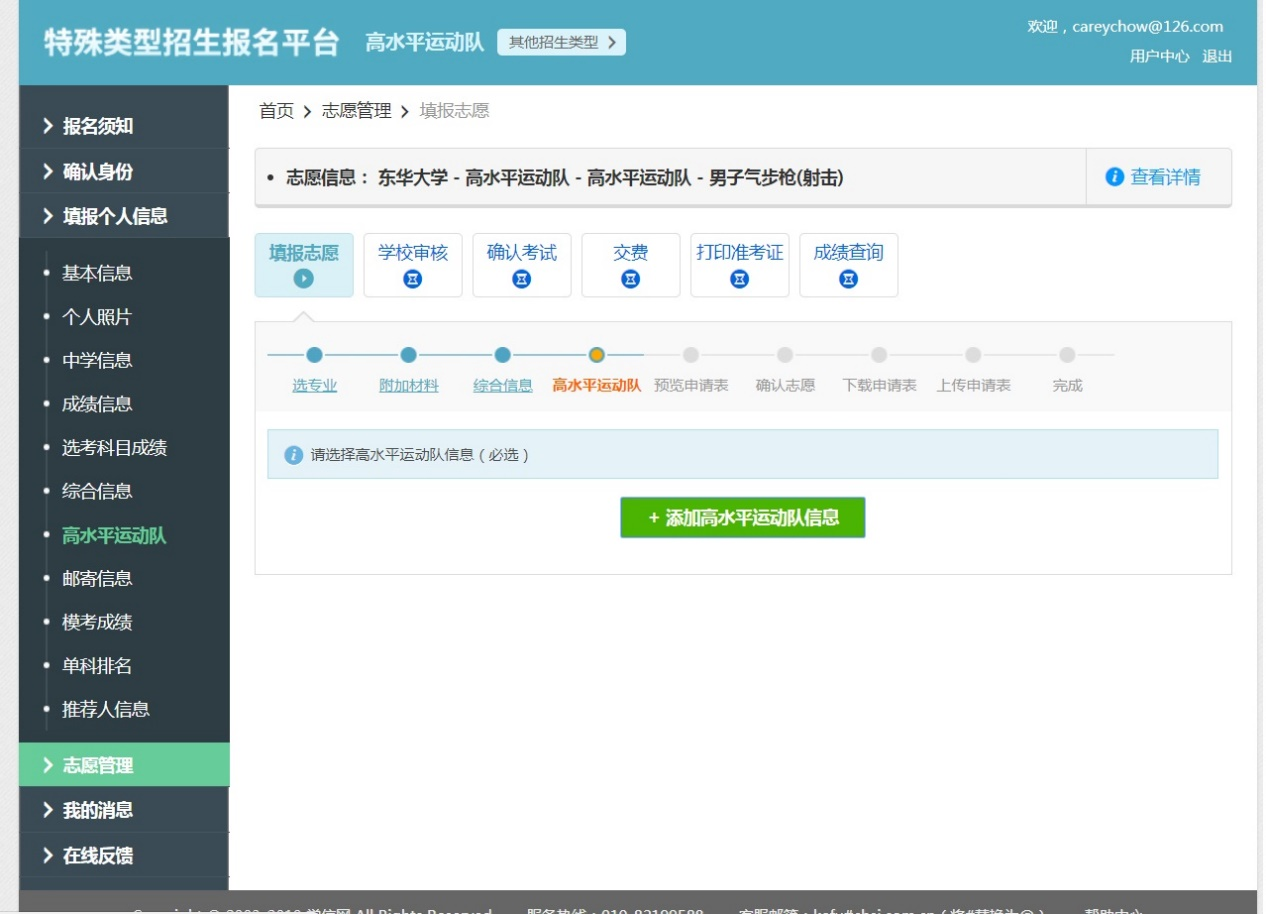 特殊类型招生报名平台 高水平运动队 其他招生类型
欢迎，careychow@126.com
用户中心 退出
报名须知
确认身份
填报个人信息
基本信息
个人照片
中学信息
成绩信息
选考科目成绩
综合信息
高水平运动队
邮寄信息
模考成绩
单科排名
推荐人信息
志愿管理
我的消息
在线反馈
首页 > 志愿管理 > 填报志愿
• 志愿信息： 东华大学 - 高水平运动队 - 高水平运动队 - 男子气步枪(射击)
查看详情
填报志愿 学校审核 确认考试 交费 打印准考证 成绩查询
选专业 附加材料 综合信息 高水平运动队 预览申请表 确认志愿 下载申请表 上传申请表 完成
请选择高水平运动队信息（必选）
+ 添加高水平运动队信息